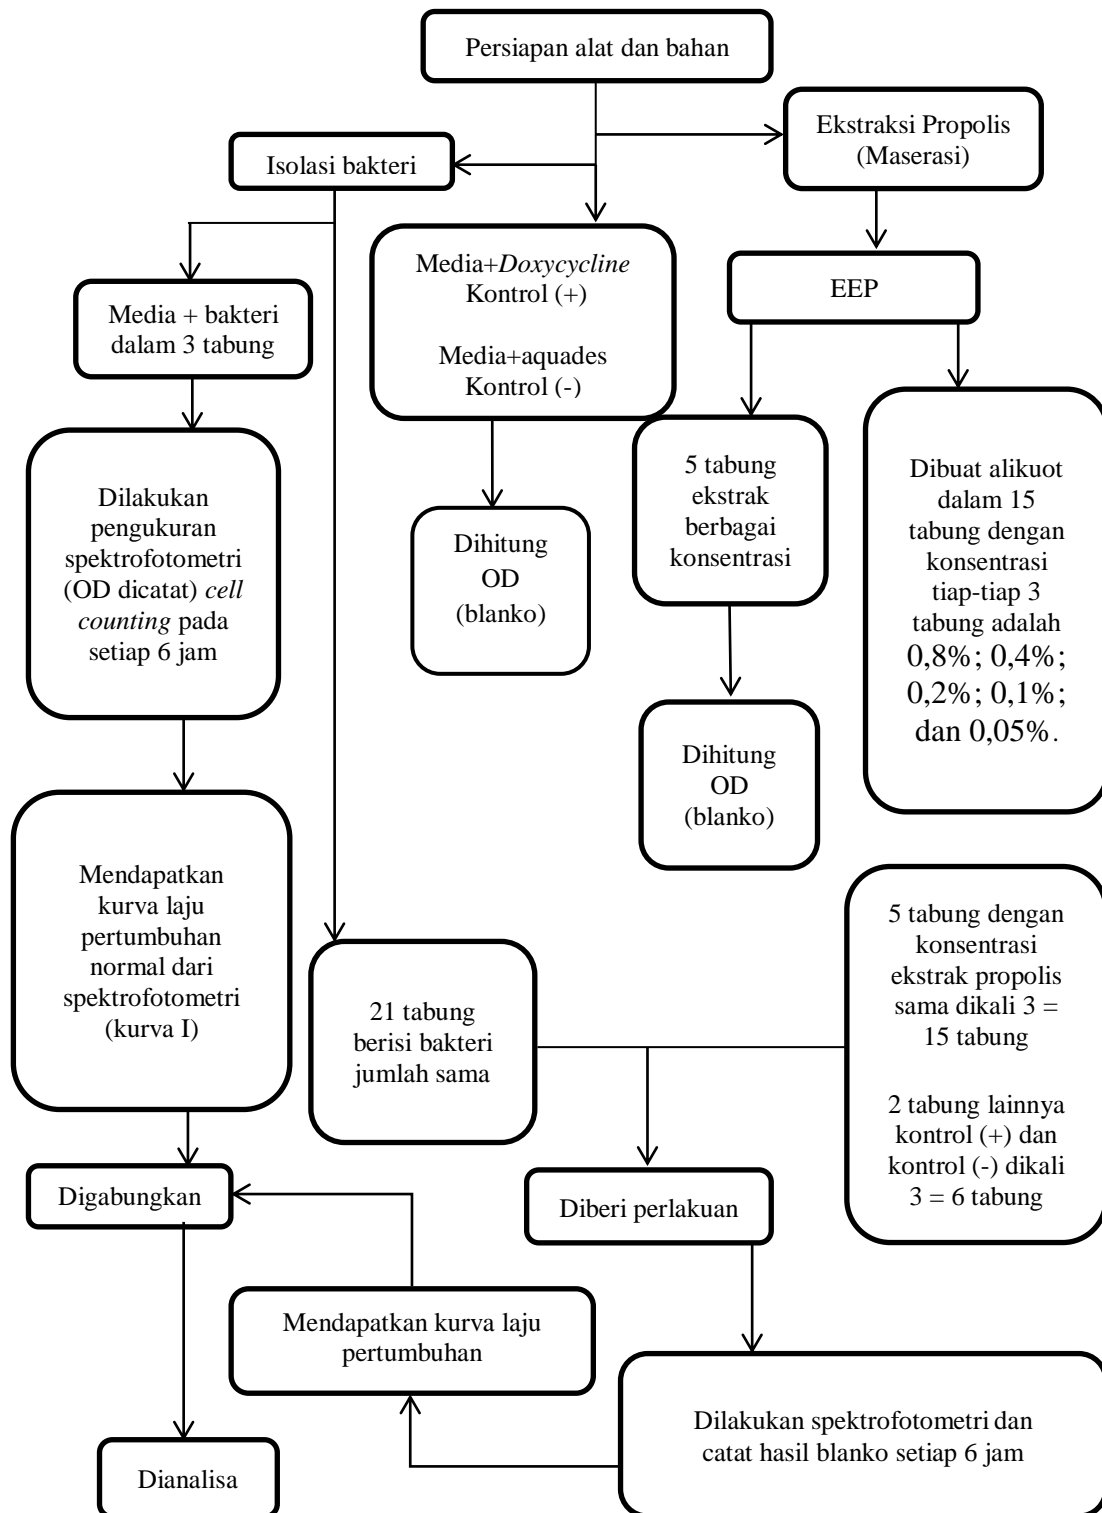 Persiapan alat dan bahan
Ekstraksi Propolis
(Maserasi)
Isolasi bakteri
Media+Doxycycline
Kontrol (+)
Media+aquades
Kontrol (-)
EEP
Media + bakteri
dalam 3 tabung
5 tabung
ekstrak
berbagai
konsentrasi
Dibuat alikuot
dalam 15
tabung dengan
konsentrasi
tiap-tiap 3
tabung adalah
0,8%; 0,4%;
0,2%; 0,1%;
dan 0,05%.
Dilakukan
pengukuran
spektrofotometri
(OD dicatat) cell
counting pada
setiap 6 jam
Dihitung
OD
(blanko)
Dihitung
OD
(blanko)
Mendapatkan
kurva laju
pertumbuhan
normal dari
spektrofotometri
(kurva I)
21 tabung
berisi bakteri
jumlah sama
5 tabung dengan
konsentrasi
ekstrak propolis
sama dikali 3 =
15 tabung
2 tabung lainnya
kontrol (+) dan
kontrol (-) dikali
3 = 6 tabung
Digabungkan
Diberi perlakuan
Mendapatkan kurva laju
pertumbuhan
Dilakukan spektrofotometri dan
catat hasil blanko setiap 6 jam
Dianalisa